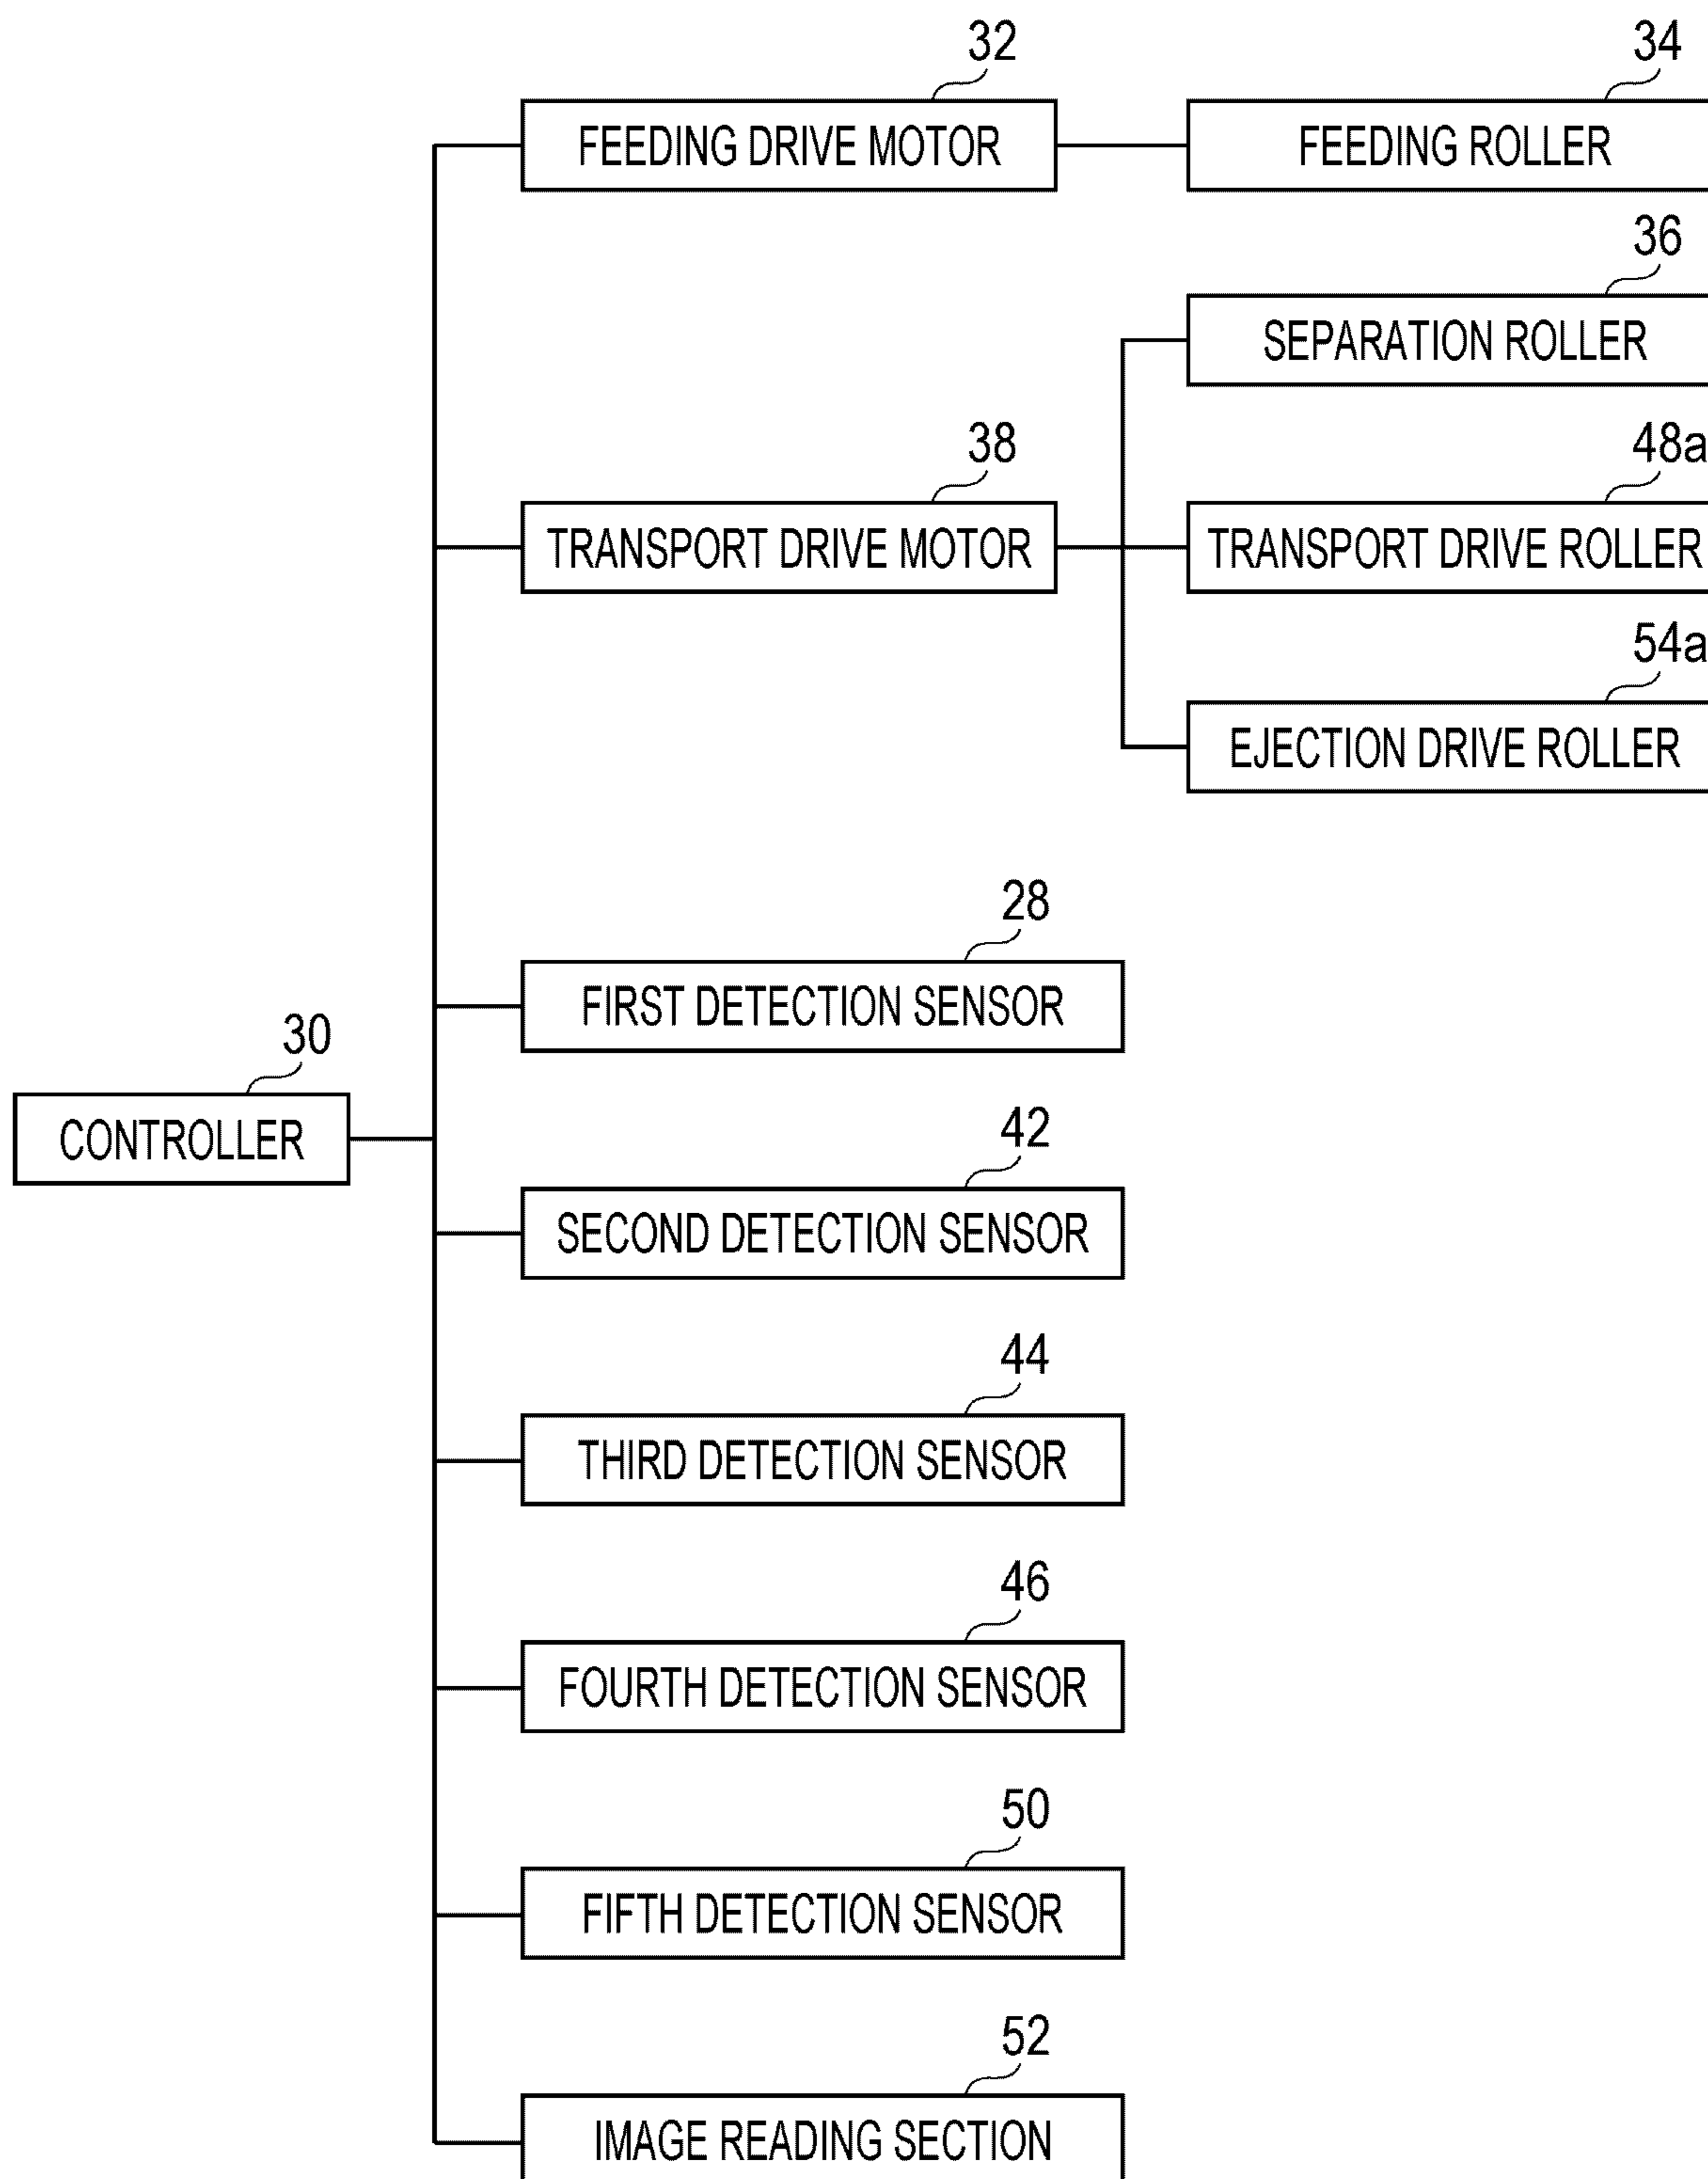 32
FEEDING DRIVE MOTOR
34
FEEDING ROLLER
36
SEPARATION ROLLER
38
TRANSPORT DRIVE MOTOR
48a
TRANSPORT DRIVE ROLLER
54a
EJECTION DRIVE ROLLER
28
FIRST DETECTION SENSOR
30
CONTROLLER
42
SECOND DETECTION SENSOR
44
THIRD DETECTION SENSOR
46
FOURTH DETECTION SENSOR
50
FIFTH DETECTION SENSOR
52
IMAGE READING SECTION